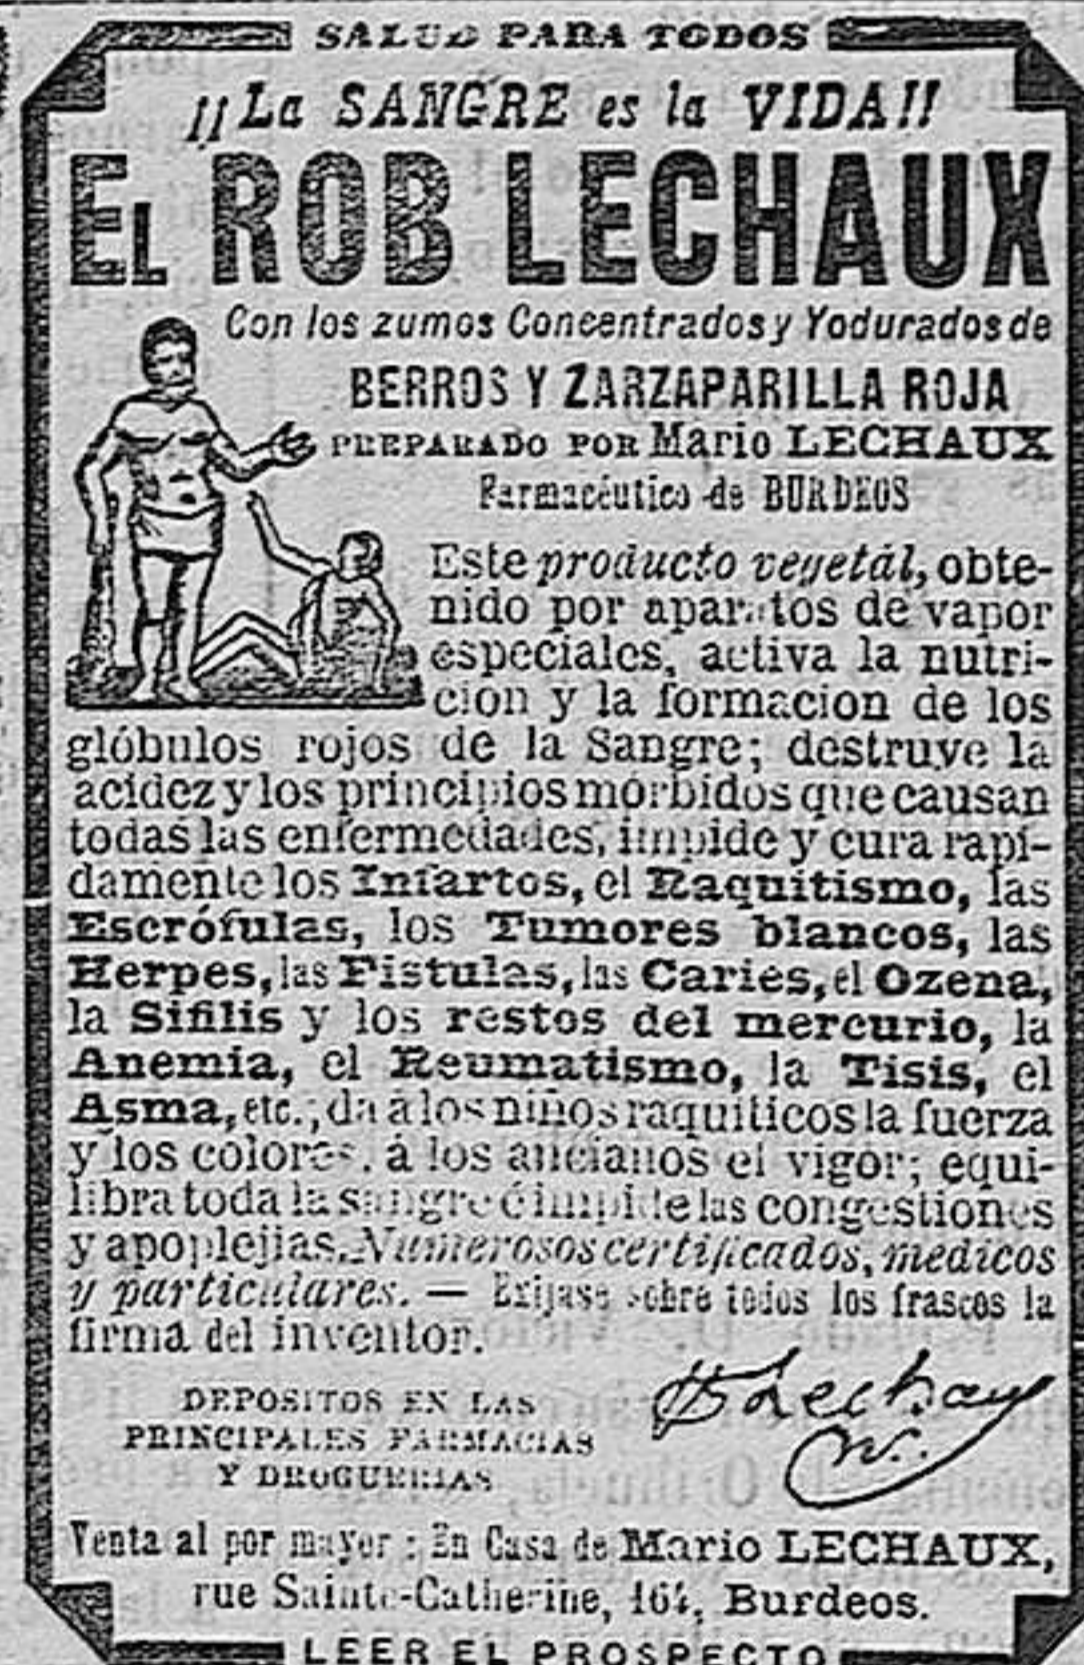 SALUD PARA TODOS
¡¡La SANGRE es la VIDA!!
EL ROB LECHAUX
Con los zumos Concentrados y Yodurados de
BERROS Y ZARZAPARILLA ROJA
PREPARADO POR Mario LECHAUX
Farmacéutico de BURDEOS
Este producto vegetál, obte-
nido por aparatos de vapor
especiales, activa la nutri-
cion y la formacion de los
glóbulos rojos de la Sangre; destruye la
acidez y los principios mórbidos que causan
todas las enfermedades, impide y cura rapi-
damente los Infartos, el Raquitismo, las
Escrófulas, los Tumores blancos, las
Herpes, las Fistulas, las Caries, el Ozena,
la Sifilis y los restos del mercurio, la
Anemia, el Reumatismo, la Tisis, el
Asma, etc.; da á los niños raquiticos la fuerza
y los colores, á los ancianos el vigor; equi-
libra toda la sangre é impide las congestiones
y apoplejias. Numerosos certificados, medicos
y particulares. — Exijase sobre todos los frascos la
firma del inventor.
DEPOSITOS EN LAS
PRINCIPALES FARMACIAS
Y DROGUERIAS
Lechaux
Venta al por mayor : En Casa de Mario LECHAUX,
rue Sainte-Catherine, 164, Burdeos.
LEER EL PROSPECTO